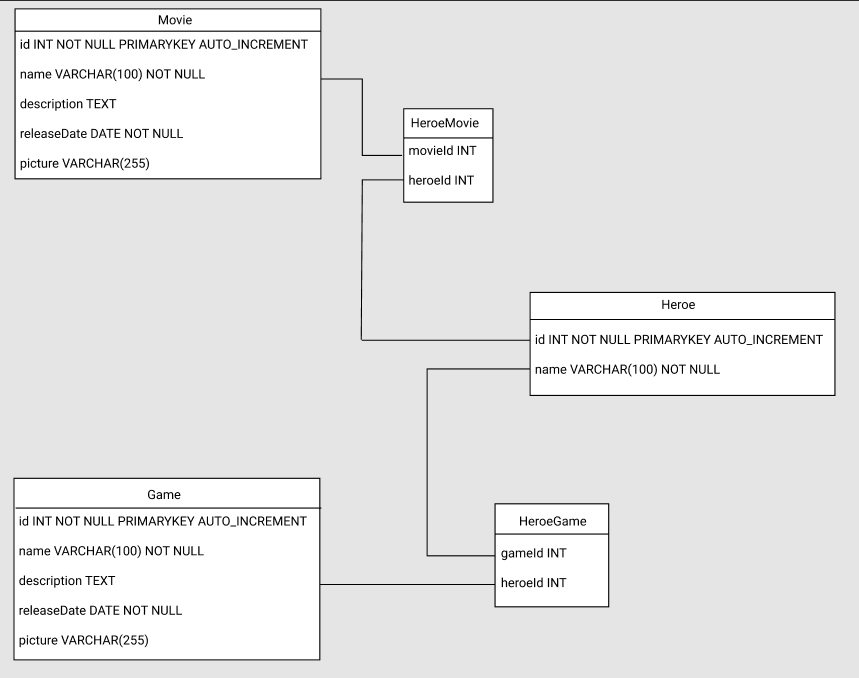 Movie
id INT NOT NULL PRIMARYKEY AUTO_INCREMENT
name VARCHAR(100) NOT NULL
description TEXT
releaseDate DATE NOT NULL
picture VARCHAR(255)
HeroeMovie
movieId INT
heroeId INT
Heroe
id INT NOT NULL PRIMARYKEY AUTO_INCREMENT
name VARCHAR(100) NOT NULL
Game
id INT NOT NULL PRIMARYKEY AUTO_INCREMENT
name VARCHAR(100) NOT NULL
description TEXT
releaseDate DATE NOT NULL
picture VARCHAR(255)
HeroeGame
gameId INT
heroeId INT